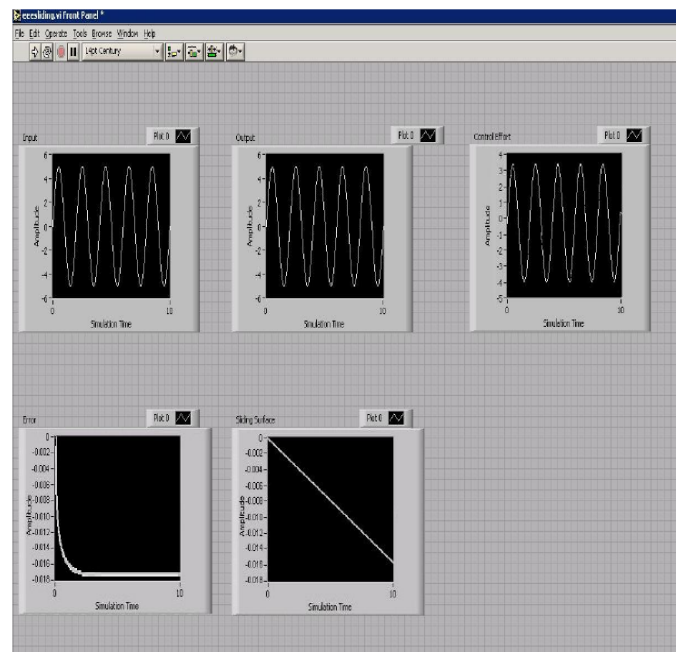 eeesliding.vi Front Panel *
File Edit Operate Tools Browse Window Help
14pt Century
Input
Plot 0
Output
Plot 0
Control Effort
Plot 0
Amplitude
6-
4-
2-
0-
-2-
-4-
-6-
0
10
Simulation Time
Amplitude
6-
4-
2-
0-
-2-
-4-
-6-
0
10
Simulation Time
Amplitude
4-
3-
2-
1-
0-
-1-
-2-
-3-
-4-
-5-
0
10
Simulation Time
Error
Plot 0
Sliding Surface
Plot 0
Amplitude
0-
-0.002-
-0.004-
-0.006-
-0.008-
-0.010-
-0.012-
-0.014-
-0.016-
-0.018-
0
10
Simulation Time
Amplitude
0-
-0.002-
-0.004-
-0.006-
-0.008-
-0.010-
-0.012-
-0.014-
-0.016-
-0.018-
0
10
Simulation Time